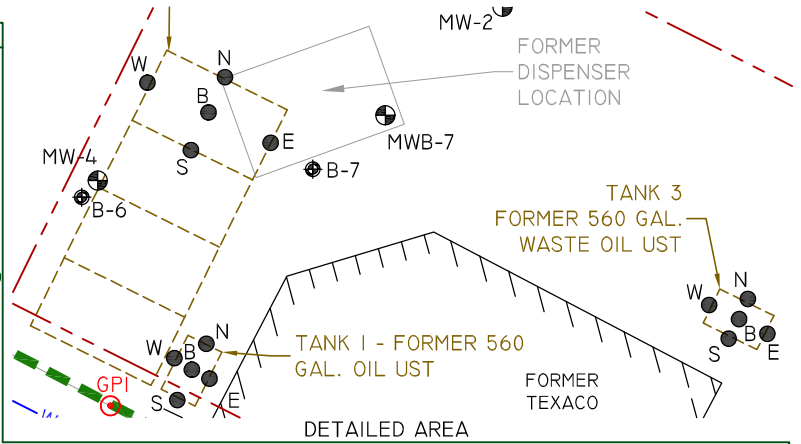 MW-2
FORMER
DISPENSER
LOCATION
W
N
B
E
S
MWB-7
B-7
MW-4
B-6
TANK 3
FORMER 560 GAL.
WASTE OIL UST
W
N
B
S
E
TANK 1 - FORMER 560
GAL. OIL UST
W
B
N
S
E
FORMER
TEXACO
GPI
W
DETAILED AREA